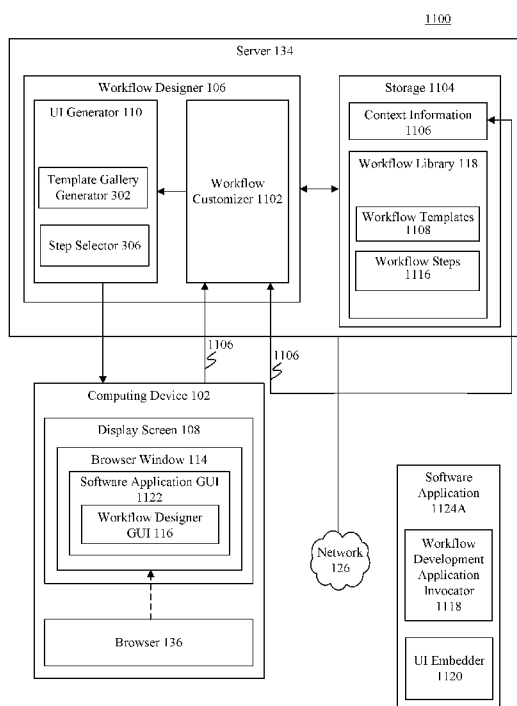 1100
Server 134
Workflow Designer 106
UI Generator 110
Template Gallery
Generator 302
Step Selector 306
Workflow
Customizer 1102
Storage 1104
Context Information
1106
Workflow Library 118
Workflow Templates
1108
Workflow Steps
1116
1106
1106
Computing Device 102
Display Screen 108
Browser Window 114
Software Application GUI
1122
Workflow Designer
GUI 116
Browser 136
Network
126
Software
Application
1124A
Workflow
Development
Application
Invocator
1118
UI Embedder
1120